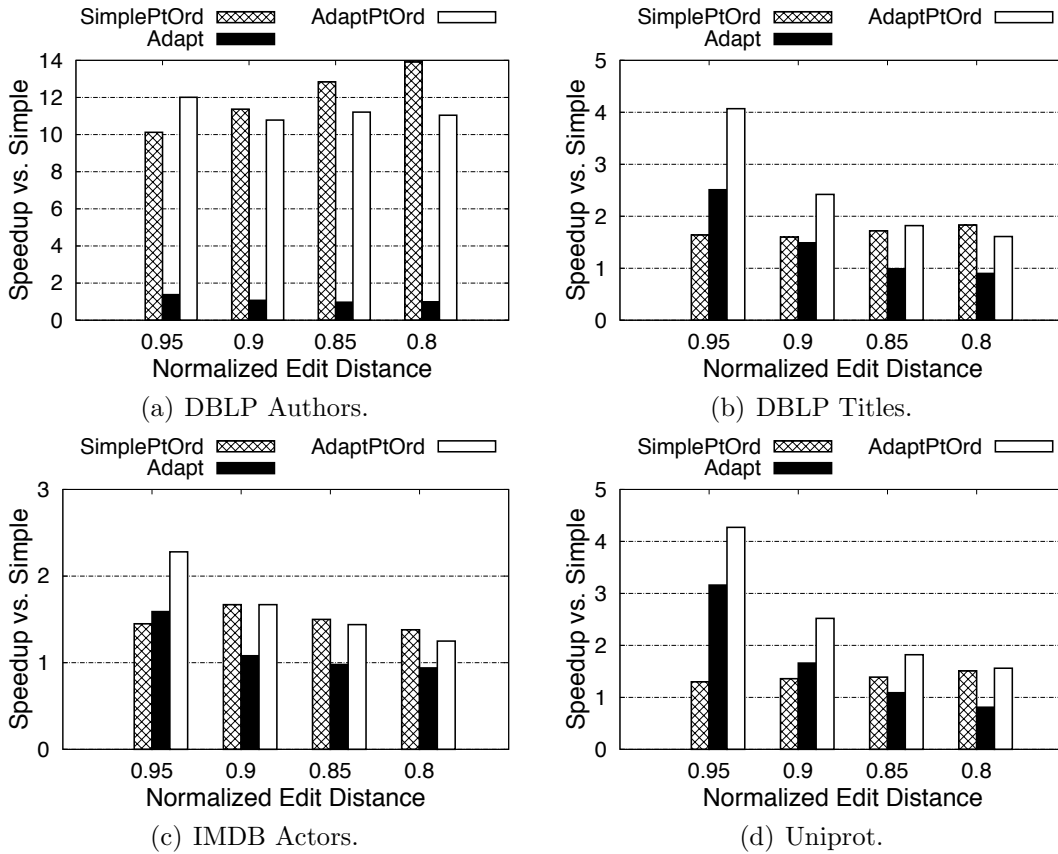 SimplePtOrd AdaptPtOrd
Adapt
Speedup vs. Simple
14
12
10
8
6
4
2
0
0.95 0.9 0.85 0.8
Normalized Edit Distance
(a) DBLP Authors.
SimplePtOrd AdaptPtOrd
Adapt
Speedup vs. Simple
5
4
3
2
1
0
0.95 0.9 0.85 0.8
Normalized Edit Distance
(b) DBLP Titles.
SimplePtOrd AdaptPtOrd
Adapt
Speedup vs. Simple
3
2
1
0
0.95 0.9 0.85 0.8
Normalized Edit Distance
(c) IMDB Actors.
SimplePtOrd AdaptPtOrd
Adapt
Speedup vs. Simple
5
4
3
2
1
0
0.95 0.9 0.85 0.8
Normalized Edit Distance
(d) Uniprot.